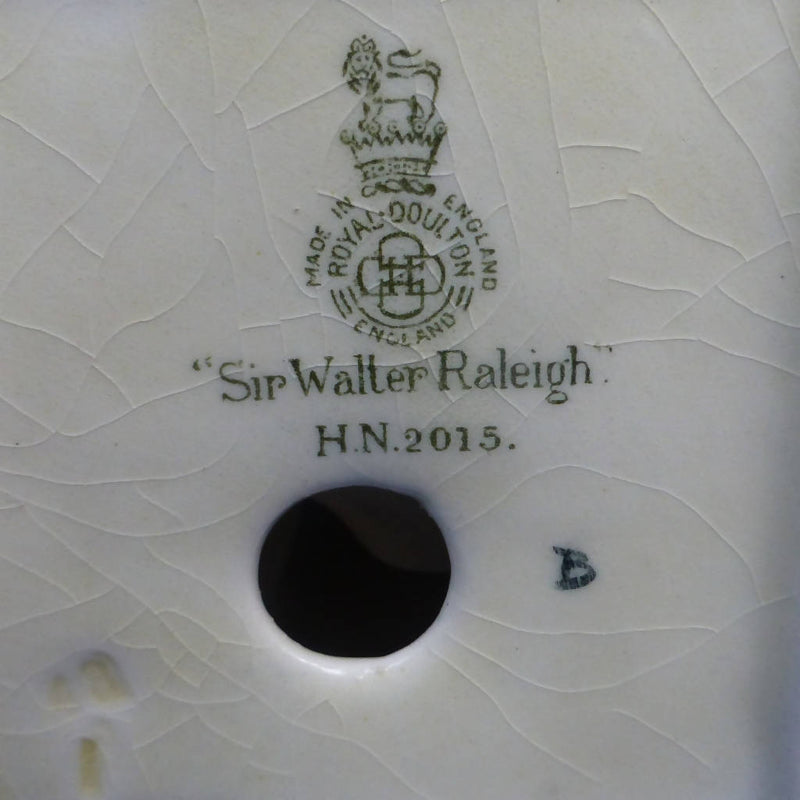 MADE IN ENGLAND
ROYAL DOULTON
ENGLAND
"Sir Walter Raleigh".
H.N.2015.
B